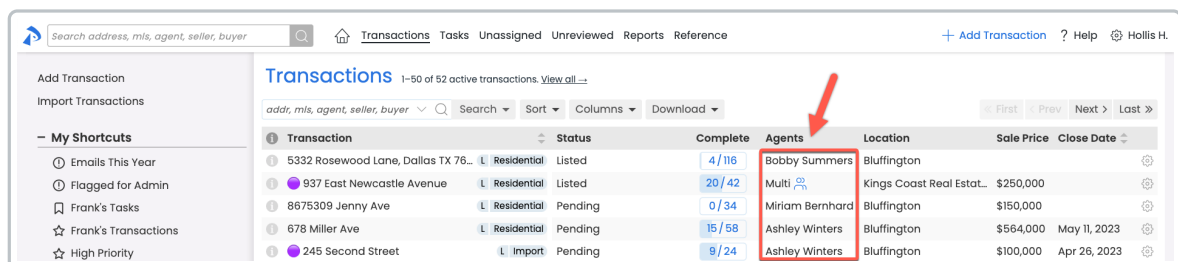 Search address, mls, agent, seller, buyer
Transactions Tasks Unassigned Unreviewed Reports Reference
+ Add Transaction ? Help Hollis H.
Add Transaction
Import Transactions
– My Shortcuts
Emails This Year
Flagged for Admin
Frank's Tasks
Frank's Transactions
High Priority
Transactions 1–50 of 52 active transactions. View all →
addr, mls, agent, seller, buyer Search Sort Columns Download « First < Prev Next > Last »
Transaction Status Complete Agents Location Sale Price Close Date
5332 Rosewood Lane, Dallas TX 76... L Residential Listed 4/116 Bobby Summers Bluffington
937 East Newcastle Avenue L Residential Listed 20/42 Multi Kings Coast Real Estat... $250,000
8675309 Jenny Ave L Residential Pending 0/34 Miriam Bernhard Bluffington $150,000
678 Miller Ave L Residential Pending 15/58 Ashley Winters Bluffington $564,000 May 11, 2023
245 Second Street L Import Pending 9/24 Ashley Winters Bluffington $100,000 Apr 26, 2023